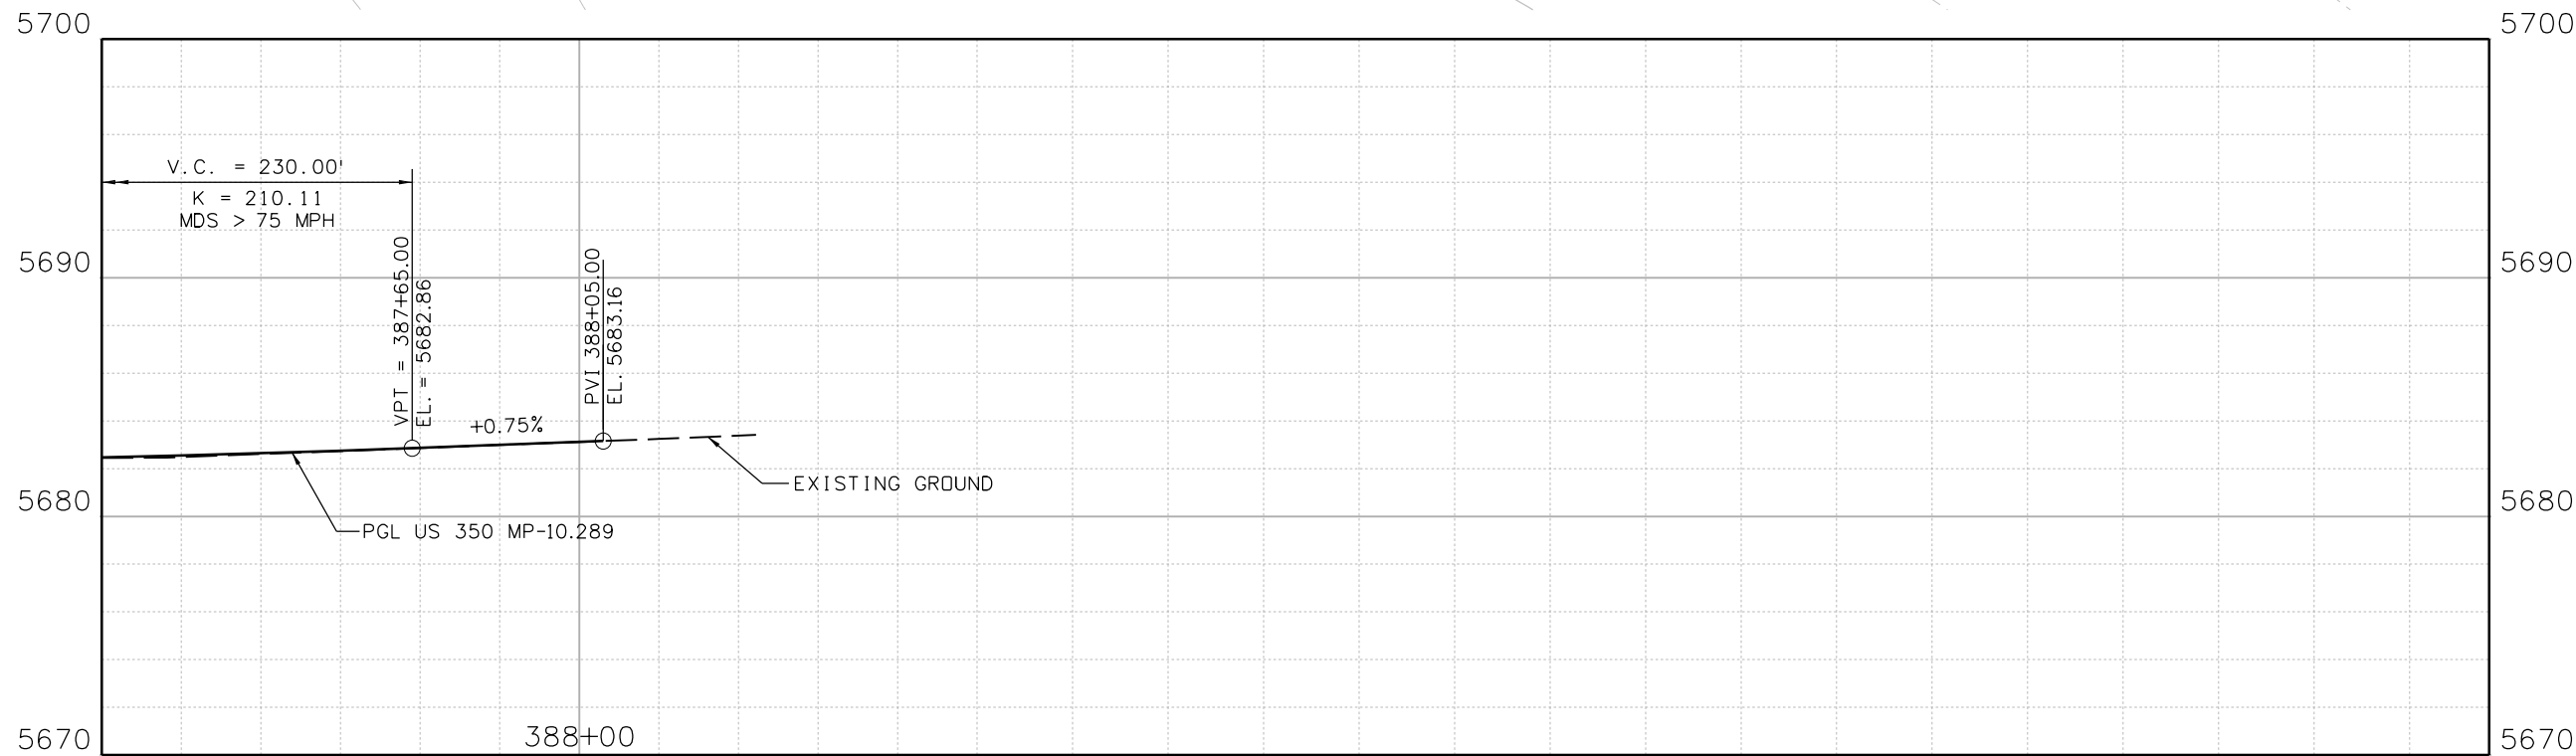 5700 5700
V.C. = 230.00'
K = 210.11
MDS > 75 MPH
VPT = 387+65.00
EL. = 5682.86
PVI 388+05.00
EL. 5683.16
5690 5690
+0.75%
EXISTING GROUND
5680 5680
PGL US 350 MP-10.289
388+00
5670 5670